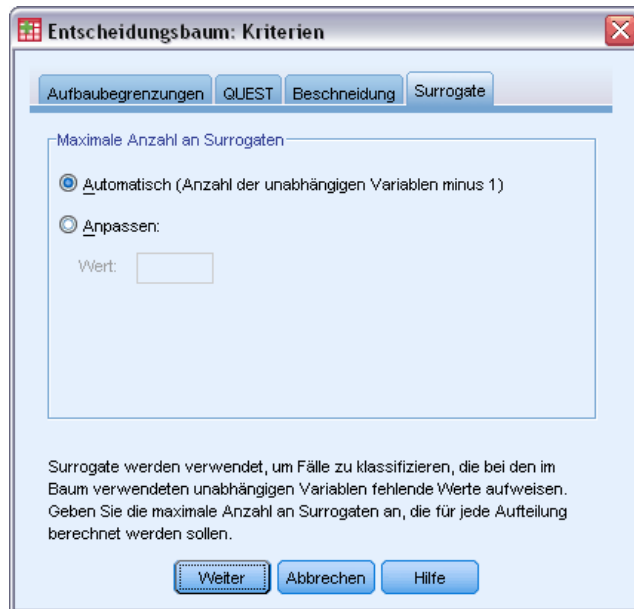 Entscheidungsbaum: Kriterien
Aufbaubegrenzungen QUEST Beschneidung Surrogate
Maximale Anzahl an Surrogaten
Automatisch (Anzahl der unabhängigen Variablen minus 1)
Anpassen:
Wert:
Surrogate werden verwendet, um Fälle zu klassifizieren, die bei den im
Baum verwendeten unabhängigen Variablen fehlende Werte aufweisen.
Geben Sie die maximale Anzahl an Surrogaten an, die für jede Aufteilung
berechnet werden sollen.
Weiter Abbrechen Hilfe